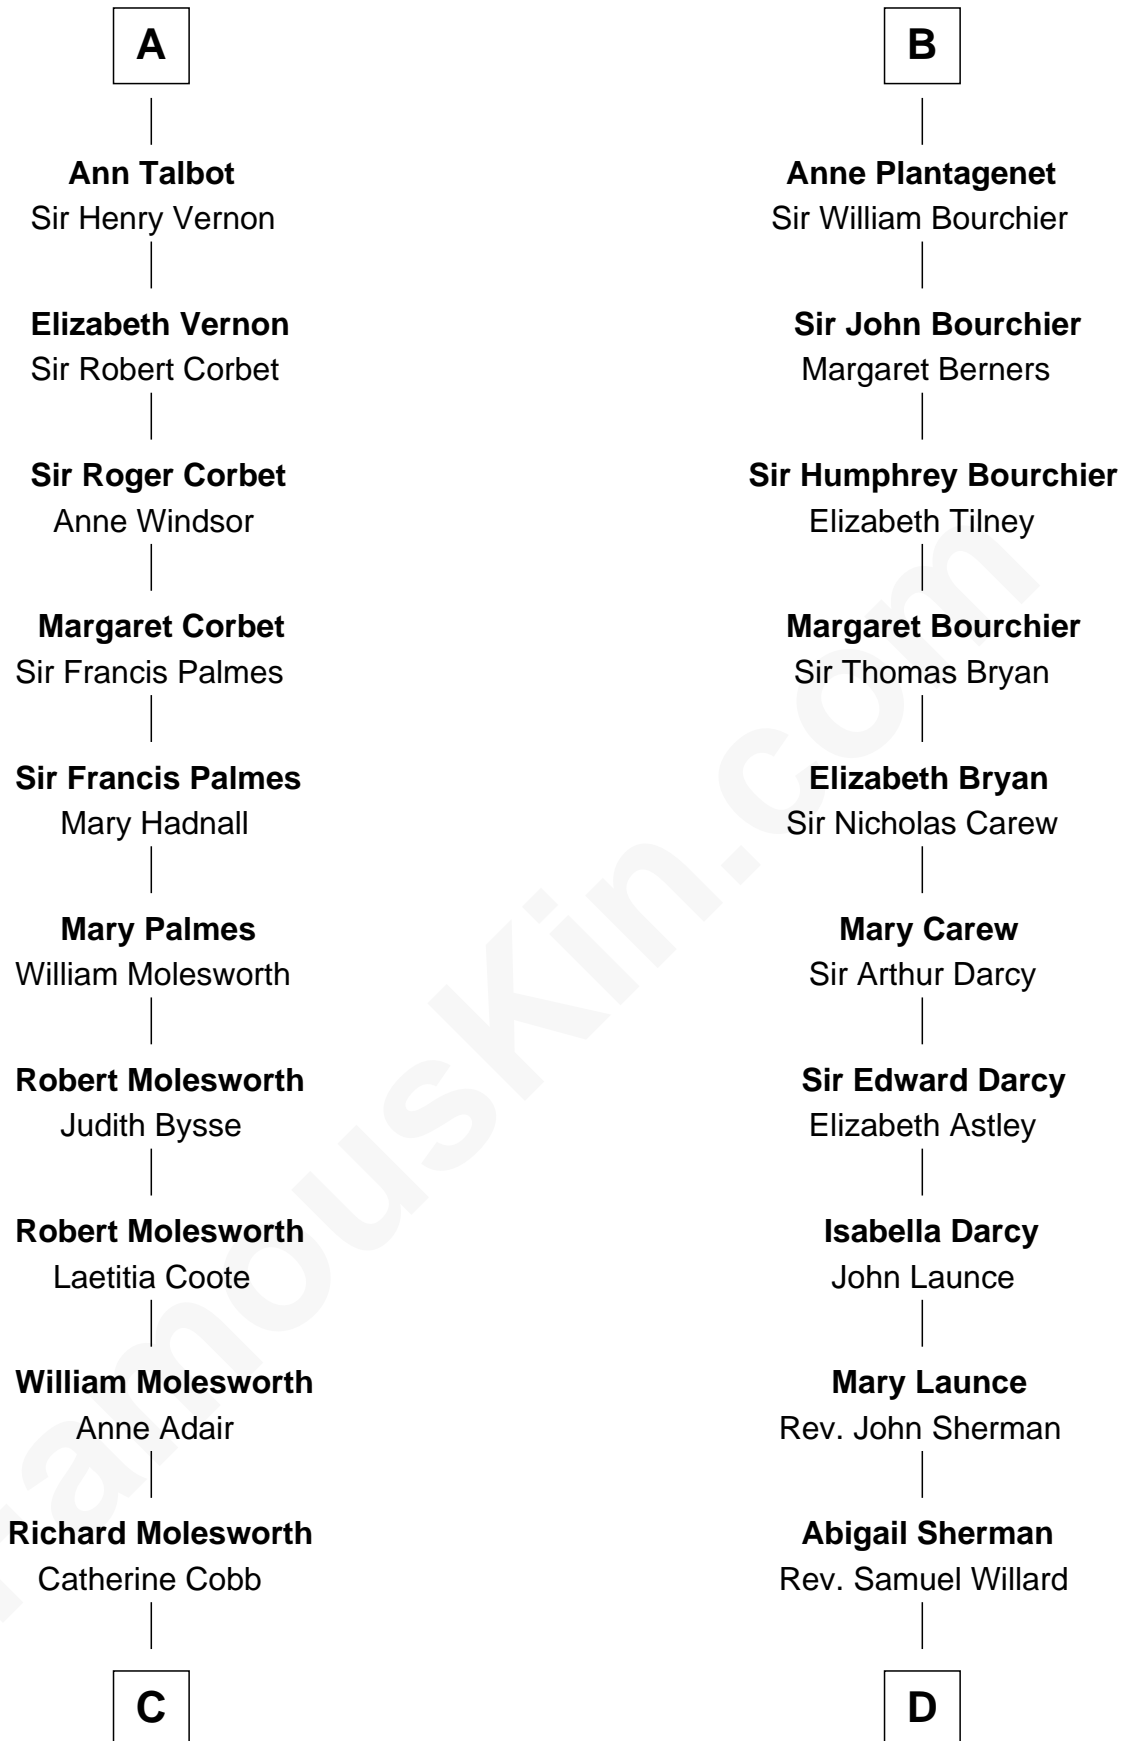 A
Ann Talbot
Sir Henry Vernon
Elizabeth Vernon
Sir Robert Corbet
Sir Roger Corbet
Anne Windsor
Margaret Corbet
Sir Francis Palmes
Sir Francis Palmes
Mary Hadnall
Mary Palmes
William Molesworth
Robert Molesworth
Judith Bysse
Robert Molesworth
Laetitia Coote
William Molesworth
Anne Adair
Richard Molesworth
Catherine Cobb
C
B
Anne Plantagenet
Sir William Bourchier
Sir John Bourchier
Margaret Berners
Sir Humphrey Bourchier
Elizabeth Tilney
Margaret Bourchier
Sir Thomas Bryan
Elizabeth Bryan
Sir Nicholas Carew
Mary Carew
Sir Arthur Darcy
Sir Edward Darcy
Elizabeth Astley
Isabella Darcy
John Launce
Mary Launce
Rev. John Sherman
Abigail Sherman
Rev. Samuel Willard
D
FamousKin.com